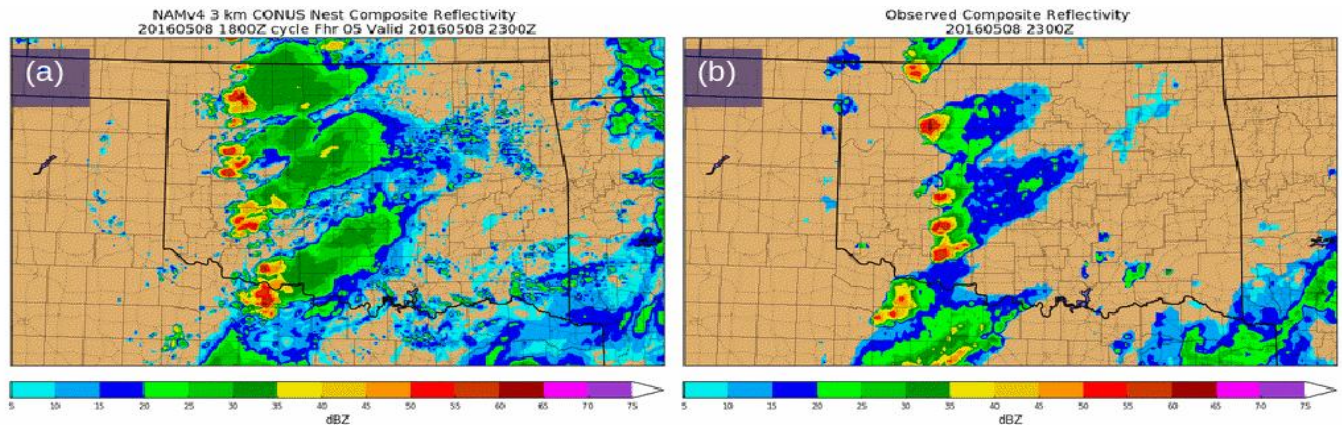 NAMv4 3 km CONUS Nest Composite Reflectivity
20160508 1800Z cycle Fhr 05 Valid 20160508 2300Z
(a)
5 10 15 20 25 30 35 40 45 50 55 60 65 70 75
dBZ
Observed Composite Reflectivity
20160508 2300Z
(b)
5 10 15 20 25 30 35 40 45 50 55 60 65 70 75
dBZ